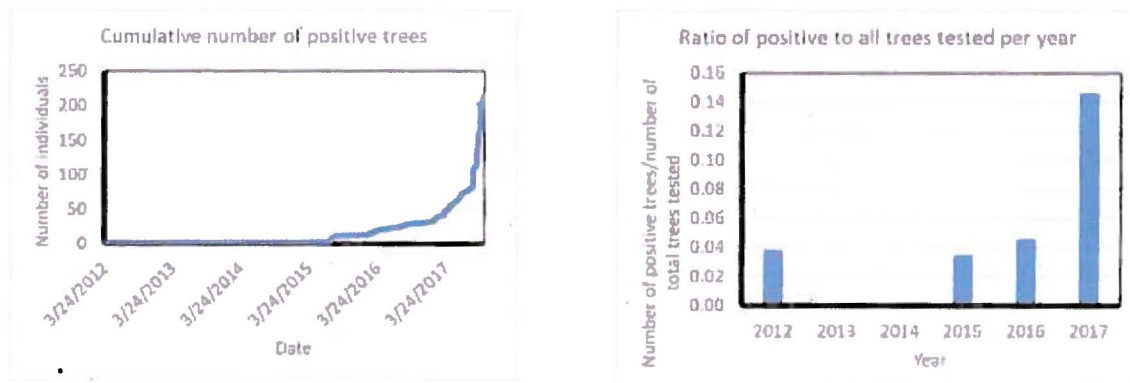 Cumulative number of positive trees
Number of individuals
250
200
150
100
50
0
3/24/2012
3/24/2013
3/24/2014
3/24/2015
3/24/2016
3/24/2017
Date
Ratio of positive to all trees tested per year
Number of positive trees/number of
total trees tested
0.16
0.14
0.12
0.10
0.08
0.06
0.04
0.02
0.00
2012 2013 2014 2015 2016 2017
Year